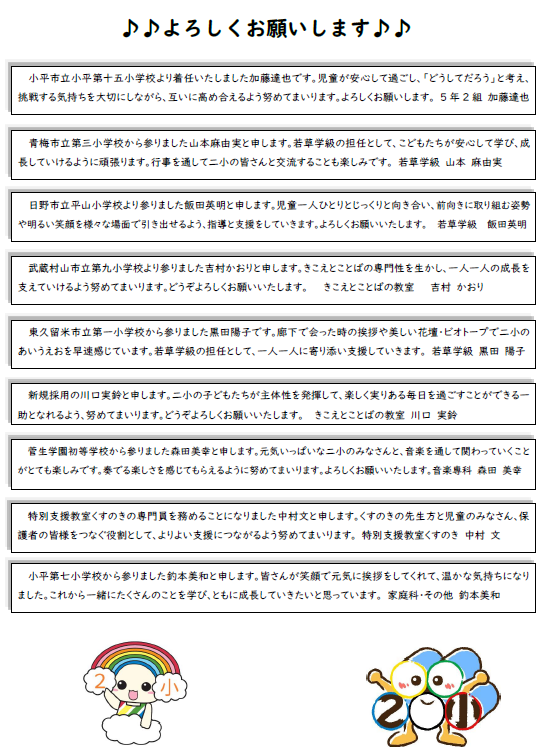 ♪♪よろしくお願いします♪♪
小平市立小平第十五小学校より着任いたしました加藤達也です。児童が安心して過ごし、「どうしてだろう」と考え、
挑戦する気持ちを大切にしながら、互いに高め合えるよう努めてまいります。よろしくお願いします。 5年2組 加藤達也
青梅市立第三小学校から参りました山本麻由実と申します。若草学級の担任として、こどもたちが安心して学び、成
長していけるように頑張ります。行事を通して二小の皆さんと交流することも楽しみです。 若草学級 山本 麻由実
日野市立平山小学校より参りました飯田英明と申します。児童一人ひとりとじっくりと向き合い、前向きに取り組む姿勢
や明るい笑顔を様々な場面で引き出せるよう、指導と支援をしていきます。よろしくお願いいたします。 若草学級 飯田英明
武蔵村山市立第九小学校より参りました吉村かおりと申します。きこえとことばの専門性を生かし、一人一人の成長を
支えていけるよう努めてまいります。どうぞよろしくお願いいたします。 きこえとことばの教室 吉村 かおり
東久留米市立第一小学校から参りました黒田陽子です。廊下で会った時の挨拶や美しい花壇・ビオトープで二小の
あいうえおを早速感じています。若草学級の担任として、一人一人に寄り添い支援していきます。 若草学級 黒田 陽子
新規採用の川口実鈴と申します。二小の子どもたちが主体性を発揮して、楽しく実りある毎日を過ごすことができる一
助となれるよう、努めてまいります。どうぞよろしくお願いいたします。 きこえとことばの教室 川口 実鈴
菅生学園初等学校から参りました森田美幸と申します。元気いっぱいな二小のみなさんと、音楽を通して関わっていくこと
がとても楽しみです。奏でる楽しさを感じてもらえるように努めてまいります。よろしくお願いいたします。音楽専科 森田 美幸
特別支援教室くすのきの専門員を務めることになりました中村文と申します。くすのきの先生方と児童のみなさん、保
護者の皆様をつなぐ役割として、よりよい支援につながるよう努めてまいります。 特別支援教室くすのき 中村 文
小平第七小学校から参りました釣本美和と申します。皆さんが笑顔で元気に挨拶をしてくれて、温かな気持ちになり
ました。これから一緒にたくさんのことを学び、ともに成長していきたいと思っています。 家庭科・その他 釣本美和
2 小
2 小